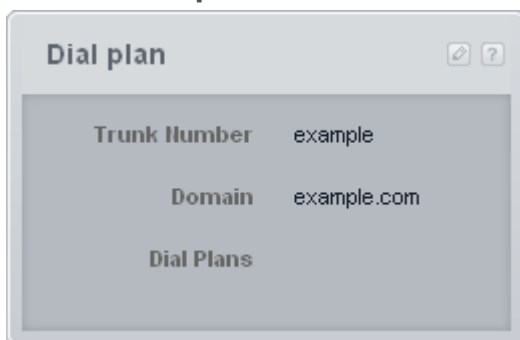 Dial plan
Trunk Number example
Domain example.com
Dial Plans